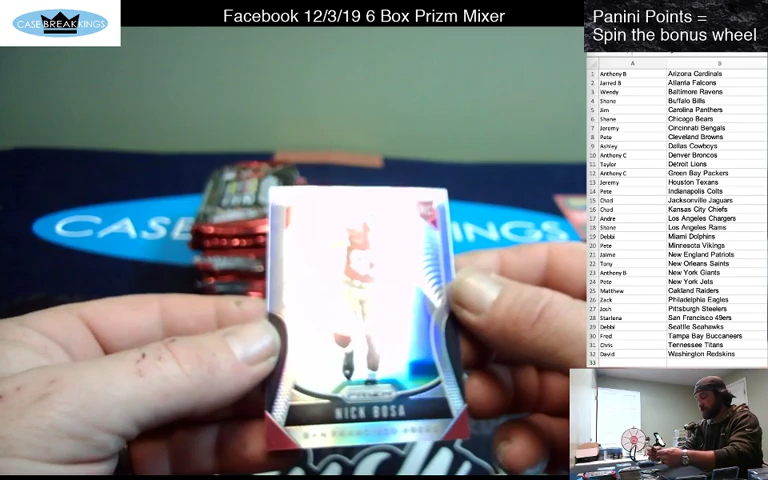 CASE BREAK KINGS
Facebook 12/3/19 6 Box Prizm Mixer
Panini Points =
Spin the bonus wheel
A B
1 Anthony B Arizona Cardinals
2 Jarred B Atlanta Falcons
3 Wendy Baltimore Ravens
4 Shane Buffalo Bills
5 Jim Carolina Panthers
6 Shane Chicago Bears
7 Jeremy Cincinnati Bengals
8 Pete Cleveland Browns
9 Ashley Dallas Cowboys
10 Anthony C Denver Broncos
11 Taylor Detroit Lions
12 Anthony C Green Bay Packers
13 Jeremy Houston Texans
14 Pete Indianapolis Colts
15 Chad Jacksonville Jaguars
16 Chad Kansas City Chiefs
17 Andre Los Angeles Chargers
18 Shane Los Angeles Rams
19 Debbi Miami Dolphins
20 Pete Minnesota Vikings
21 Jaime New England Patriots
22 Tony New Orleans Saints
23 Anthony B New York Giants
24 Pete New York Jets
25 Matthew Oakland Raiders
26 Zack Philadelphia Eagles
27 Josh Pittsburgh Steelers
28 Starlena San Francisco 49ers
29 Debbi Seattle Seahawks
30 Fred Tampa Bay Buccaneers
31 Chris Tennessee Titans
32 David Washington Redskins
33
CASE KINGS
PRIZM
NICK BOSA
SAN FRANCISCO 49ERS